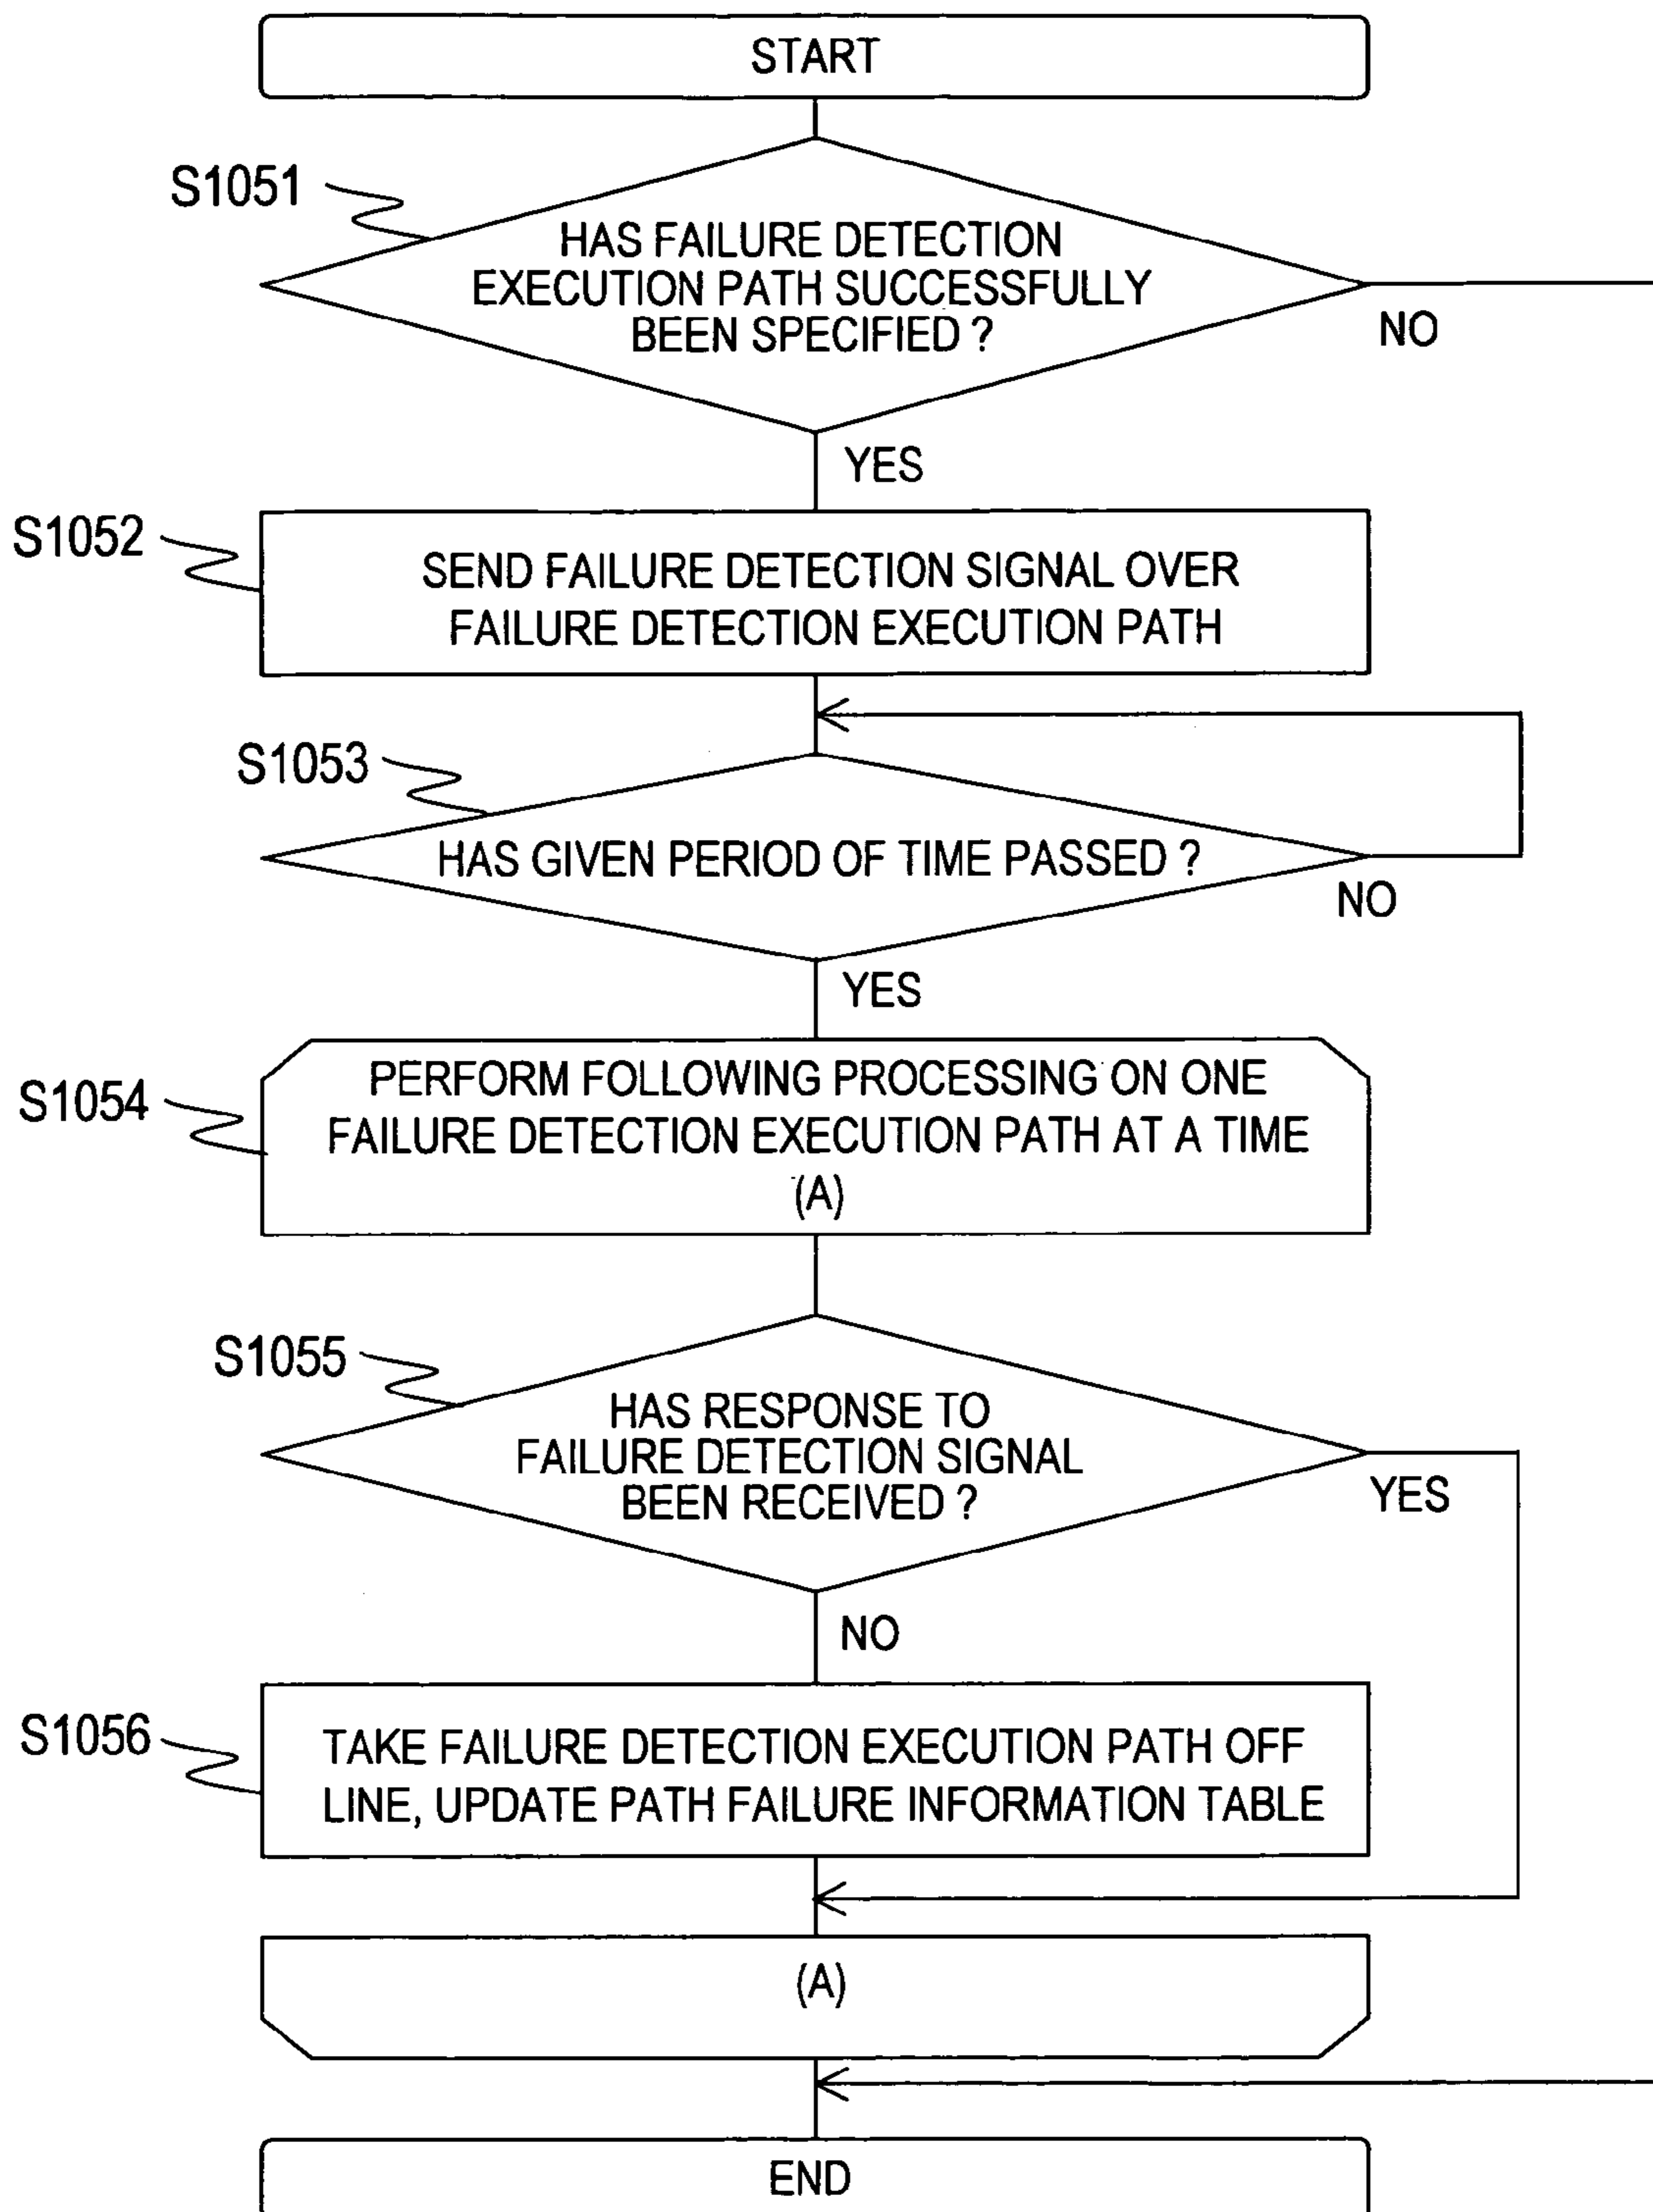 START
S1051
HAS FAILURE DETECTION
EXECUTION PATH SUCCESSFULLY
BEEN SPECIFIED ?
NO
YES
S1052
SEND FAILURE DETECTION SIGNAL OVER
FAILURE DETECTION EXECUTION PATH
S1053
HAS GIVEN PERIOD OF TIME PASSED ?
NO
YES
S1054
PERFORM FOLLOWING PROCESSING ON ONE
FAILURE DETECTION EXECUTION PATH AT A TIME
(A)
S1055
HAS RESPONSE TO
FAILURE DETECTION SIGNAL
BEEN RECEIVED ?
YES
NO
S1056
TAKE FAILURE DETECTION EXECUTION PATH OFF
LINE, UPDATE PATH FAILURE INFORMATION TABLE
(A)
END